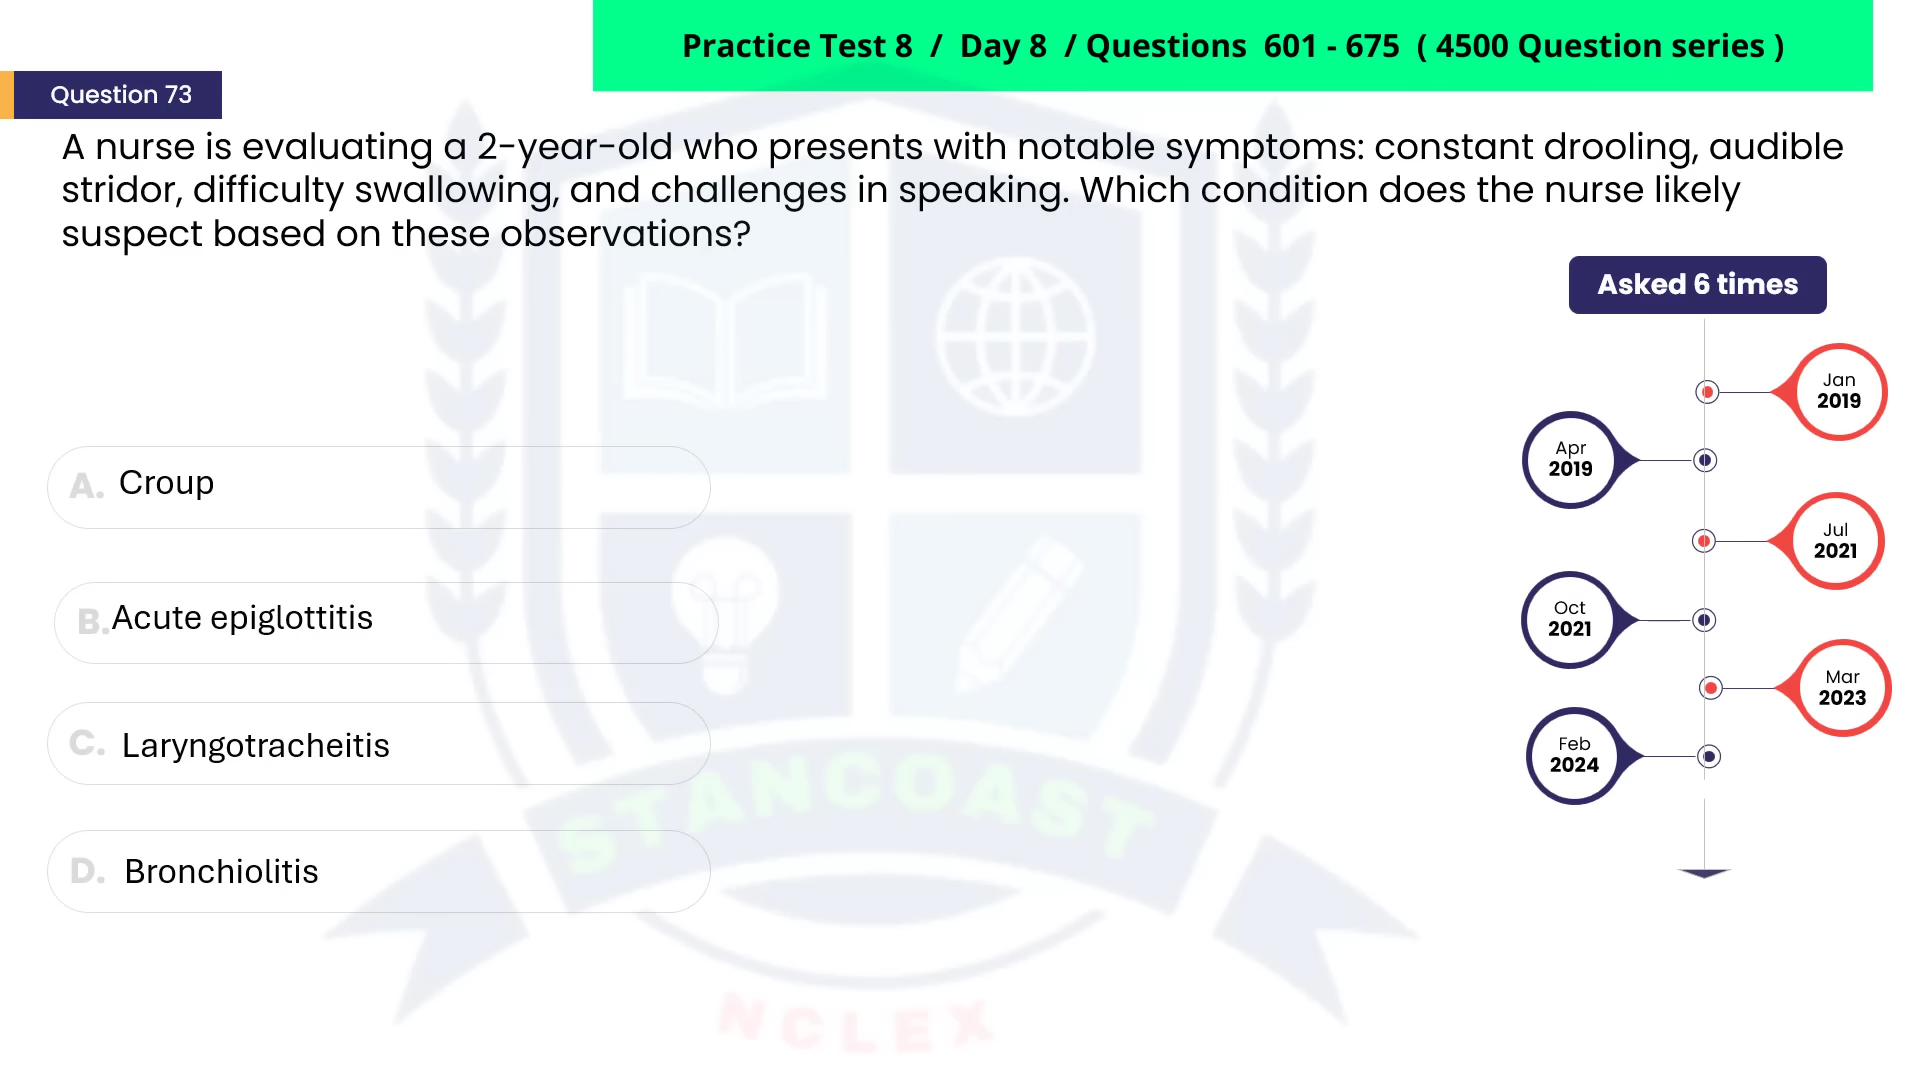 Practice Test 8 / Day 8 / Questions 601 - 675 ( 4500 Question series )
Question 73
A nurse is evaluating a 2-year-old who presents with notable symptoms: constant drooling, audible
stridor, difficulty swallowing, and challenges in speaking. Which condition does the nurse likely
suspect based on these observations?
Asked 6 times
Jan
2019
Apr
2019
Jul
2021
Oct
2021
Mar
2023
Feb
2024
A. Croup
B. Acute epiglottitis
C. Laryngotracheitis
D. Bronchiolitis
STANCOAST
NCLEX